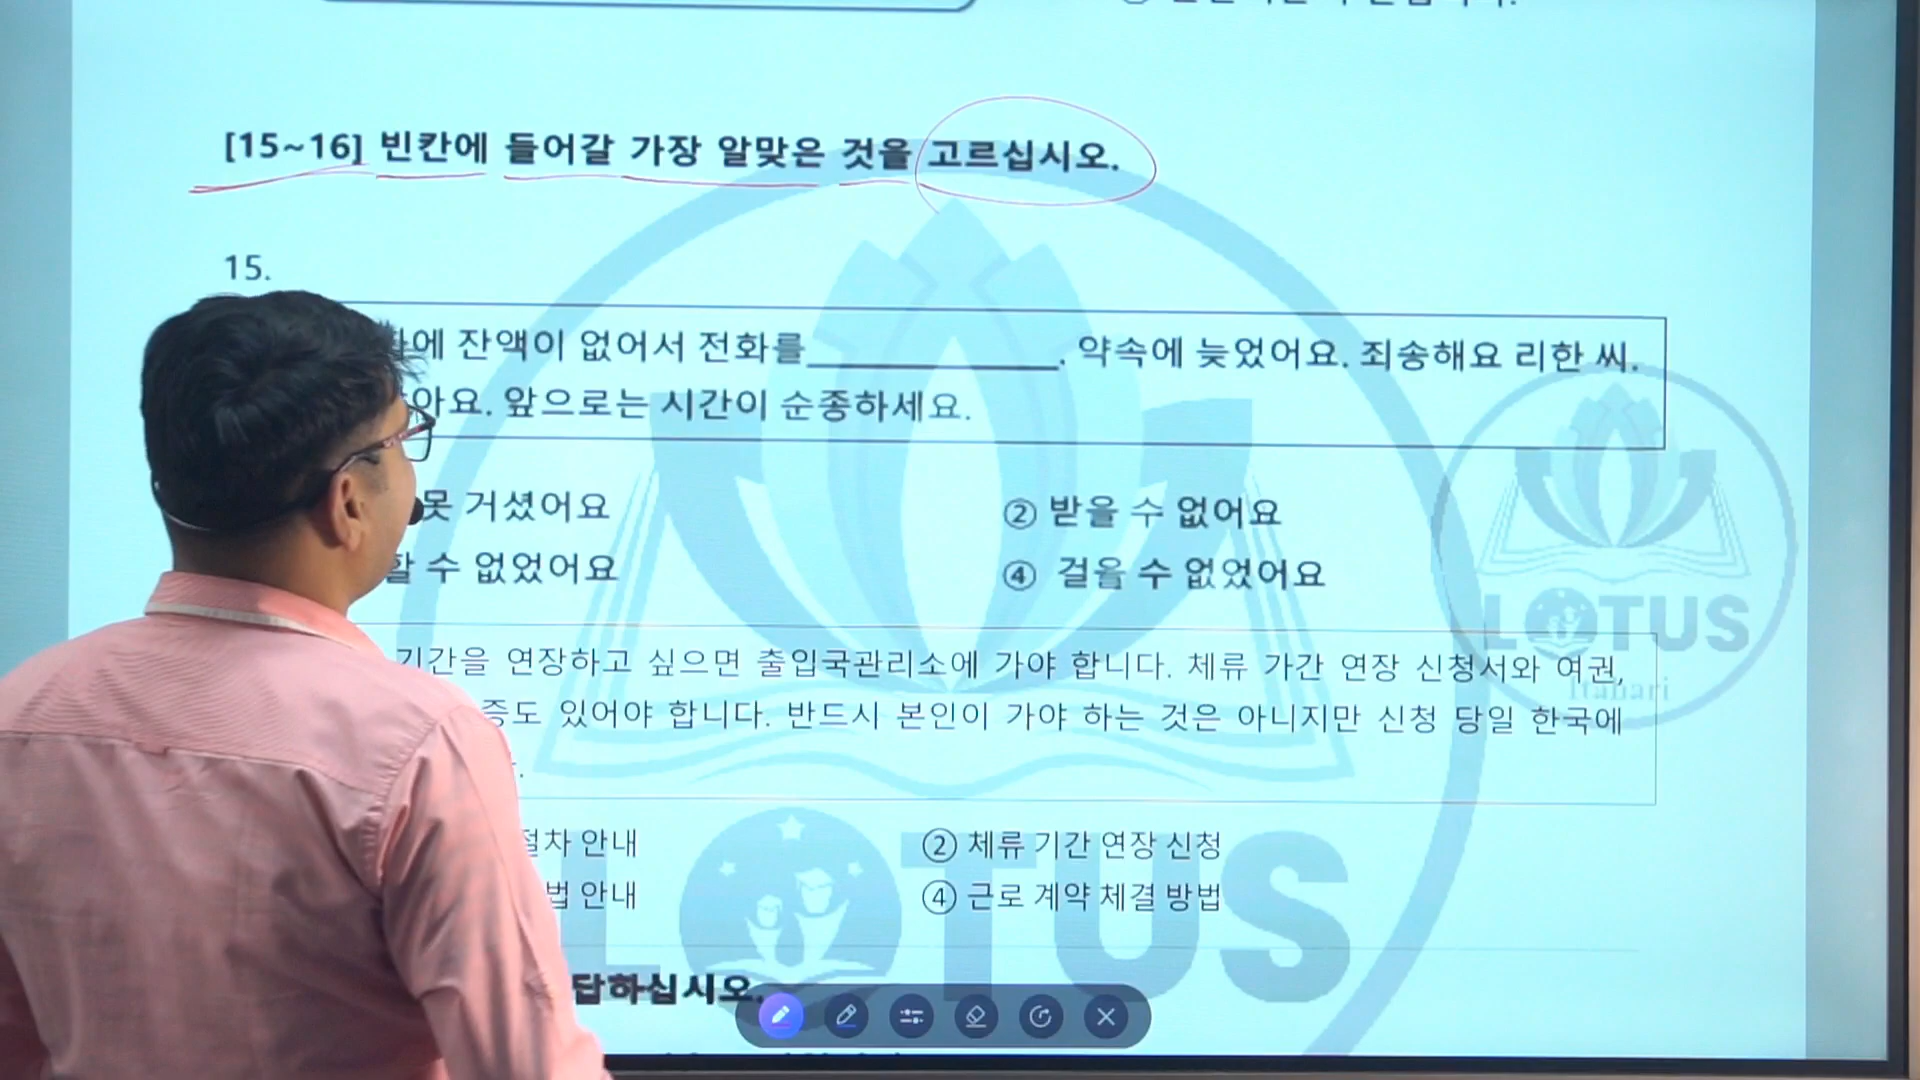 [15~16] 빈칸에 들어갈 가장 알맞은 것을 고르십시오.
15.
잔액이 없어서 전화를 . 약속에 늦었어요. 죄송해요 리한 씨.
앞으로는 시간이 순종하세요.
못 거셨어요
② 받을 수 없어요
할 수 없었어요
④ 걸을 수 없었어요
기간을 연장하고 싶으면 출입국관리소에 가야 합니다. 체류 가간 연장 신청서와 여권,
증도 있어야 합니다. 반드시 본인이 가야 하는 것은 아니지만 신청 당일 한국에
절차 안내
② 체류 기간 연장 신청
법 안내
④ 근로 계약 체결 방법
답하십시오.
LOTUS
Itahari
LOTUS